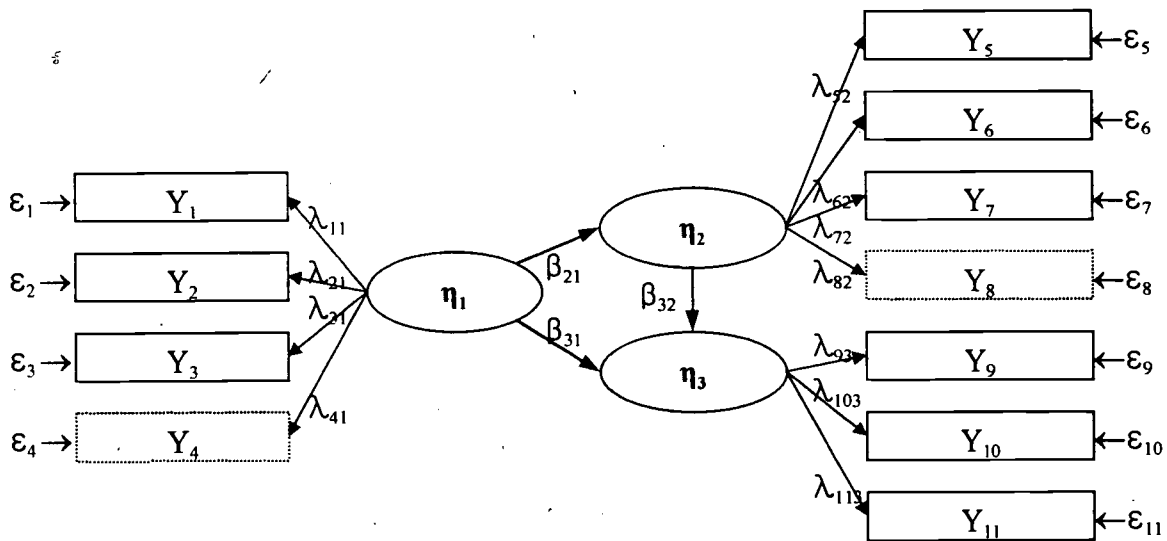 Y₅ ε₅
λ₅₂
Y₆ ε₆
ε₁ Y₁ λ₁₁
λ₆₂ Y₇ ε₇
η₂
λ₇₂
ε₂ Y₂ λ₂₁
β₂₁
λ₈₂ Y₈ ε₈
η₁
β₃₂
λ₃₁
ε₃ Y₃
β₃₁
λ₉₃ Y₉ ε₉
η₃
λ₁₀₃
ε₄ Y₄ λ₄₁
Y₁₀ ε₁₀
λ₁₁₃
Y₁₁ ε₁₁